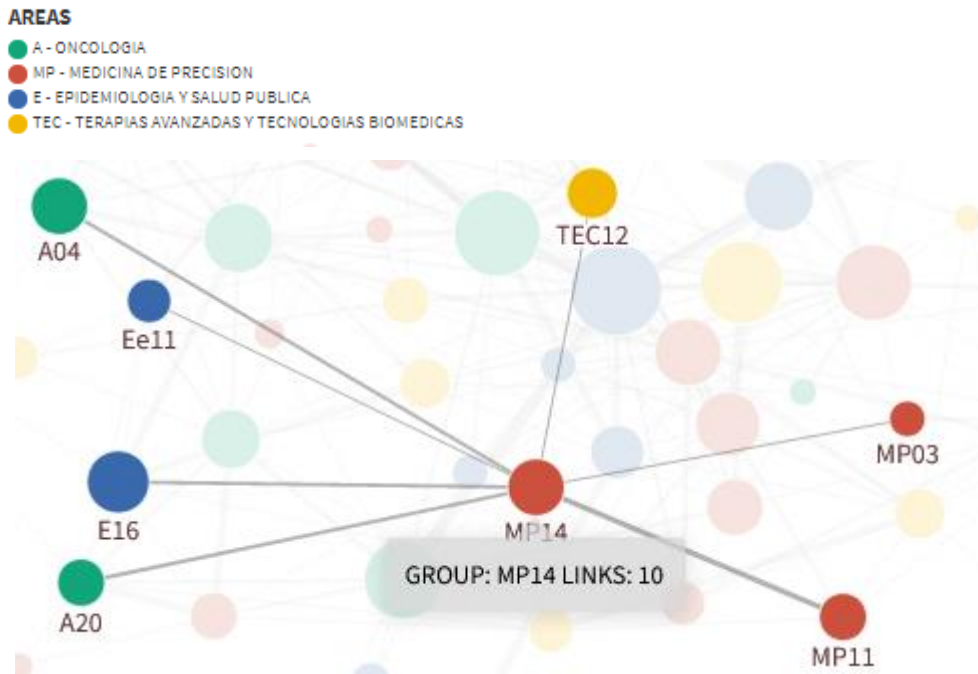 AREAS
A - ONCOLOGIA
MP - MEDICINA DE PRECISION
E - EPIDEMIOLOGIA Y SALUD PUBLICA
TEC - TERAPIAS AVANZADAS Y TECNOLOGIAS BIOMEDICAS
A04
TEC12
Ee11
MP03
E16
MP14
GROUP: MP14 LINKS: 10
A20
MP11